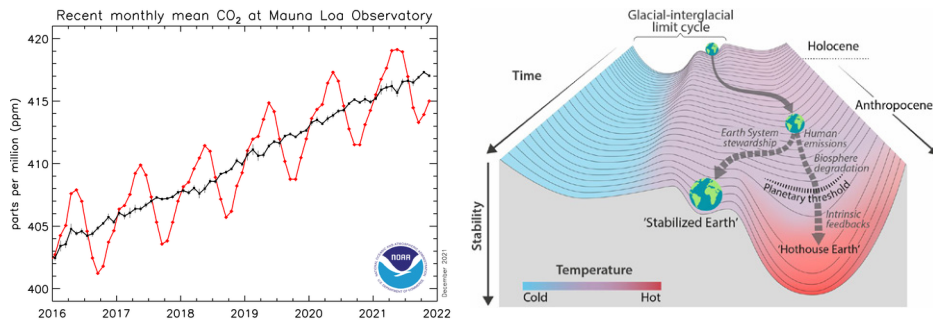 Recent monthly mean CO2 at Mauna Loa Observatory
parts per million (ppm)
420
415
410
405
400
2016
2017
2018
2019
2020
2021
2022
NOAA
December 2021
Glacial-interglacial
limit cycle
Holocene
Time
Anthropocene
Earth System
stewardship
Human
emissions
Biosphere
degradation
Planetary threshold
Stability
'Stabilized Earth'
Intrinsic
feedbacks
'Hothouse Earth'
Temperature
Cold
Hot